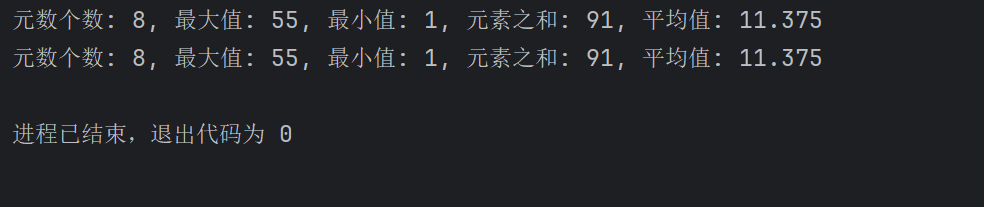 元数个数: 8, 最大值: 55, 最小值: 1, 元素之和: 91, 平均值: 11.375
元数个数: 8, 最大值: 55, 最小值: 1, 元素之和: 91, 平均值: 11.375
进程已结束，退出代码为 0